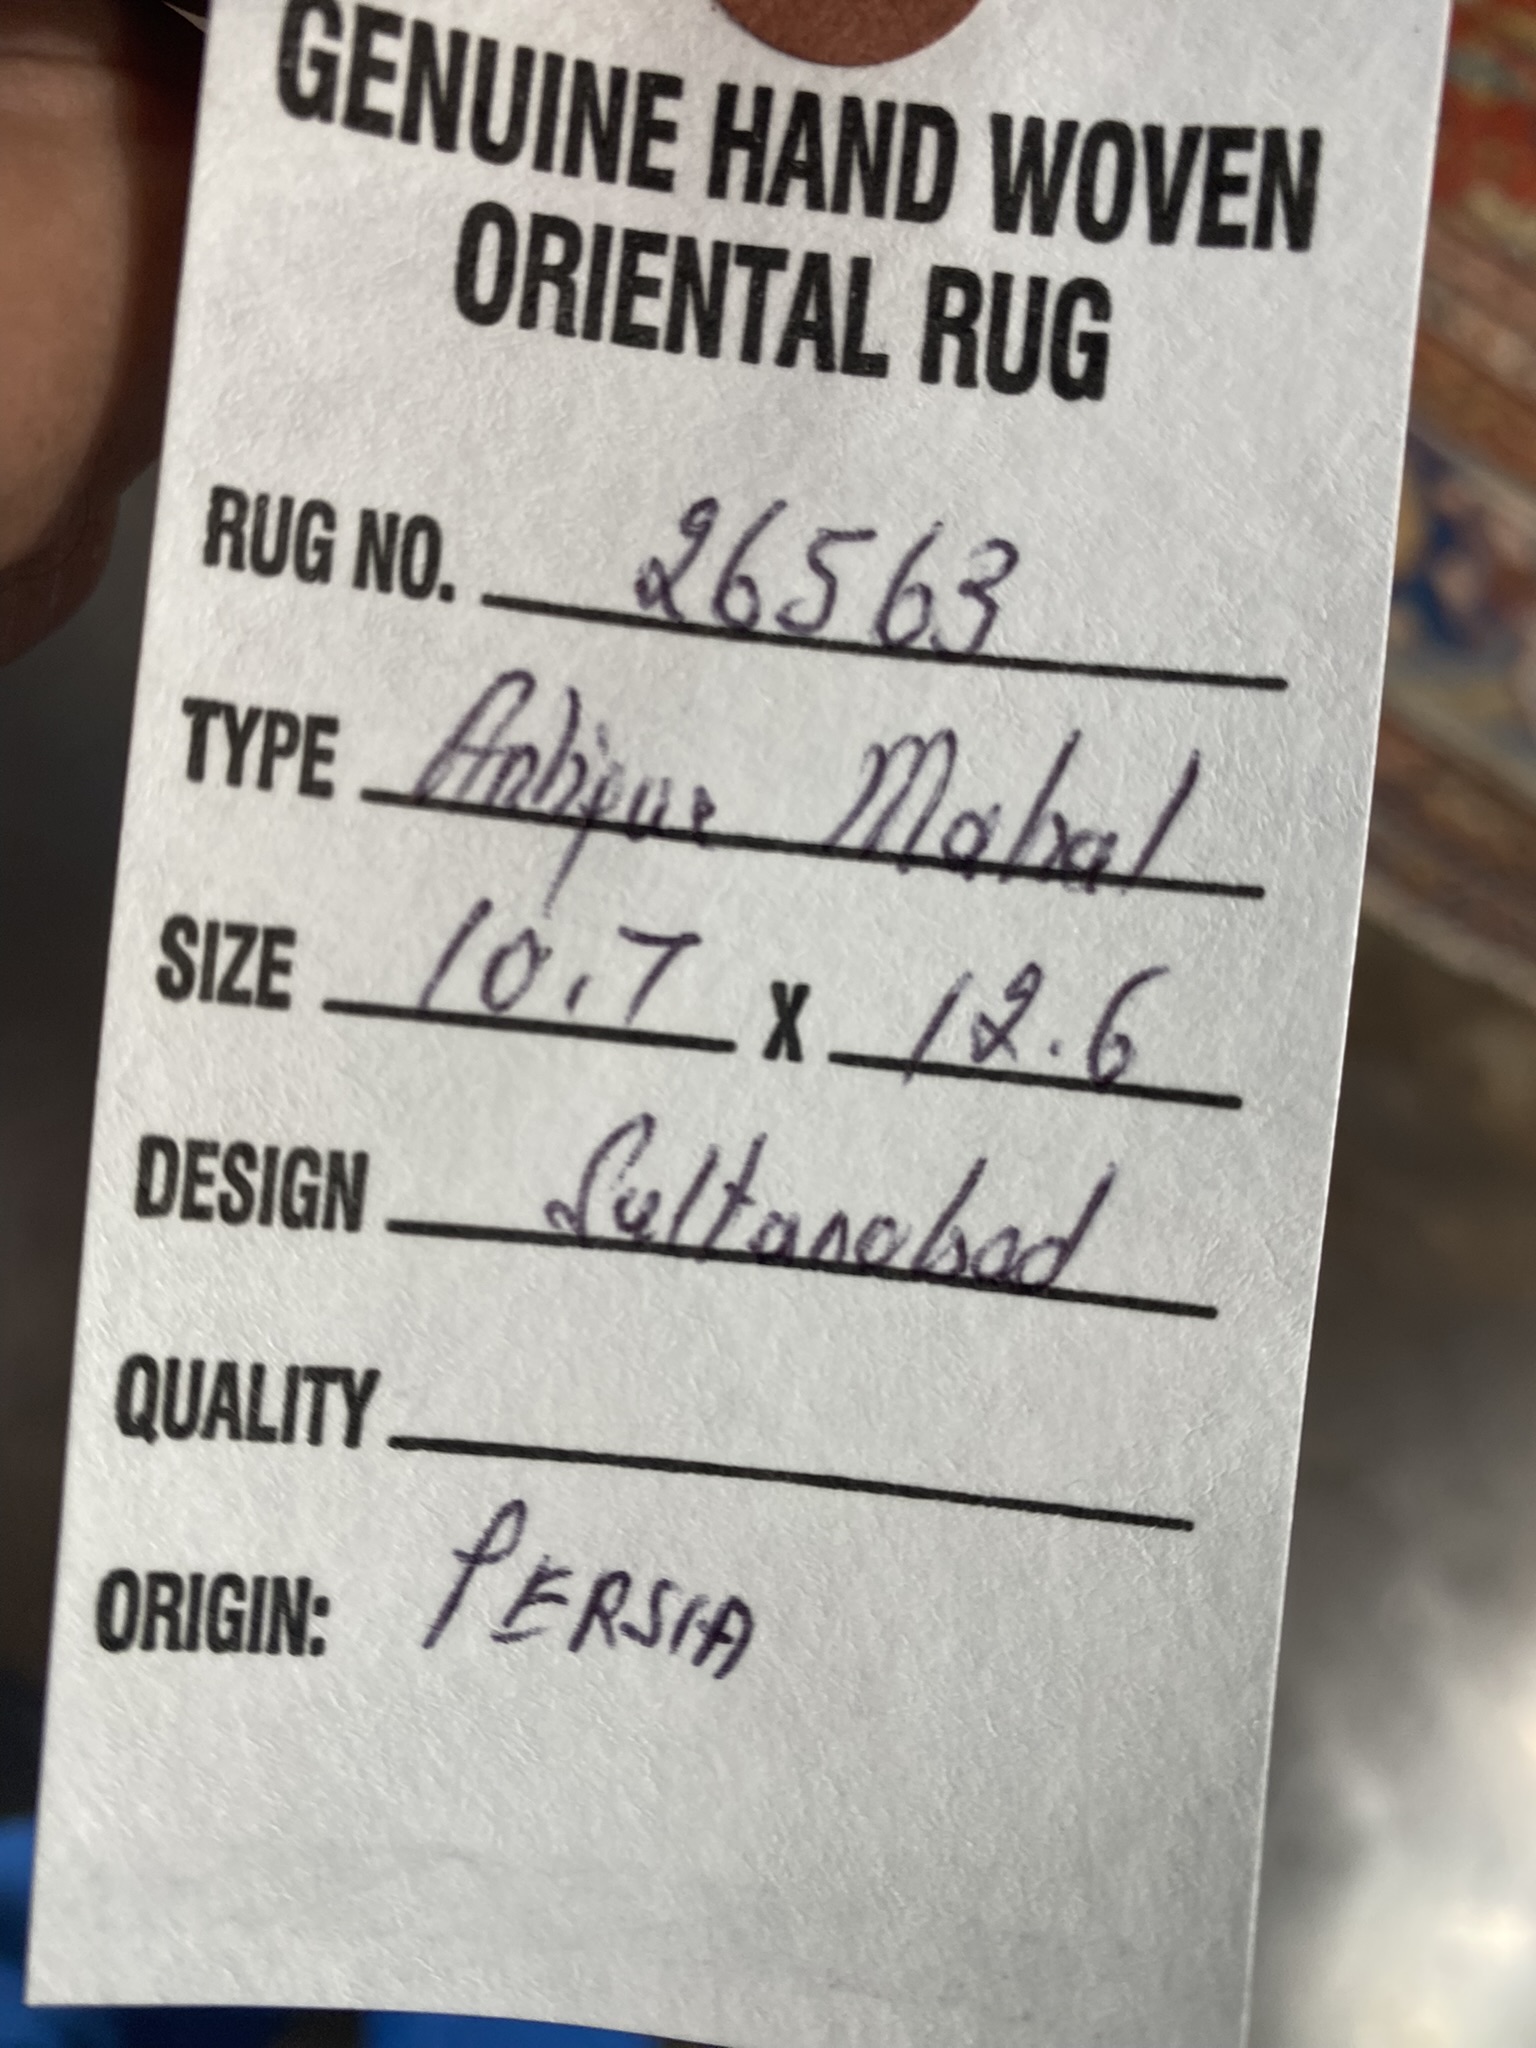 GENUINE HAND WOVEN
ORIENTAL RUG
RUG NO. 26563
TYPE Antique Mahal
SIZE 10.7 X 12.6
DESIGN Sultanabad
QUALITY
ORIGIN: PERSIA